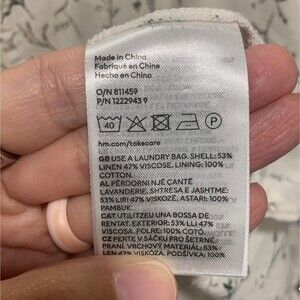 Made in China
Fabriqué en Chine
Hecho en China
O/N 811459
P/N 1222943 9
40
P
hm.com/takecare
GB USE A LAUNDRY BAG. SHELL: 53%
LINEN 47% VISCOSE. LINING: 100%
COTTON.
AL PËRDORNI NJË ÇANTË
LAVANDERIE. SHTRESA E JASHTME:
53% LIRI 47% VISKOZË. ASTARI: 100%
PAMBUK.
CAT UTILITZEU UNA BOSSA DE
RENTAT. EXTERIOR: 53% LLI 47%
VISCOSA. FOLRE: 100% COTÓ
CZ PERTE V SÁČKU PRO ŠETRNÉ
PRANÍ. VRCHNÍ MATERIÁL: 53%
LEN 47% VISKÓZA. PODŠÍVKA: 100%